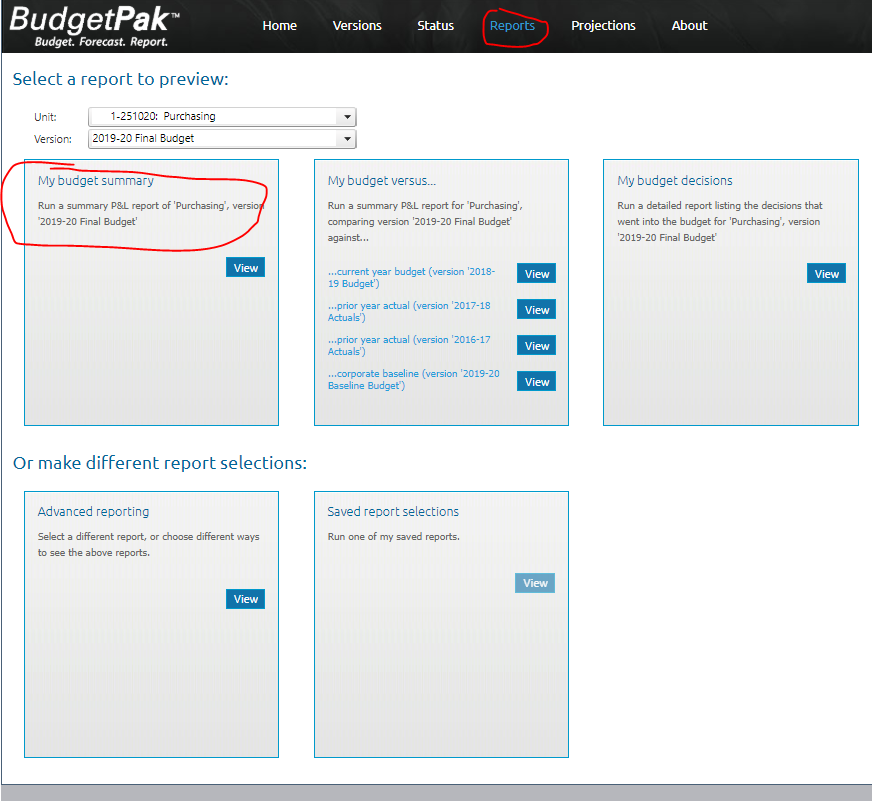 BudgetPak™
Budget. Forecast. Report.
Home Versions Status Reports Projections About
Select a report to preview:
Unit: 1-251020: Purchasing
Version: 2019-20 Final Budget
My budget summary
Run a summary P&L report of 'Purchasing', version
'2019-20 Final Budget'
View
My budget versus...
Run a summary P&L report for 'Purchasing',
comparing version '2019-20 Final Budget'
against...
...current year budget (version '2018-
19 Budget')
View
...prior year actual (version '2017-18
Actuals')
View
...prior year actual (version '2016-17
Actuals')
View
...corporate baseline (version '2019-20
Baseline Budget')
View
My budget decisions
Run a detailed report listing the decisions that
went into the budget for 'Purchasing', version
'2019-20 Final Budget'
View
Or make different report selections:
Advanced reporting
Select a different report, or choose different ways
to see the above reports.
View
Saved report selections
Run one of my saved reports.
View